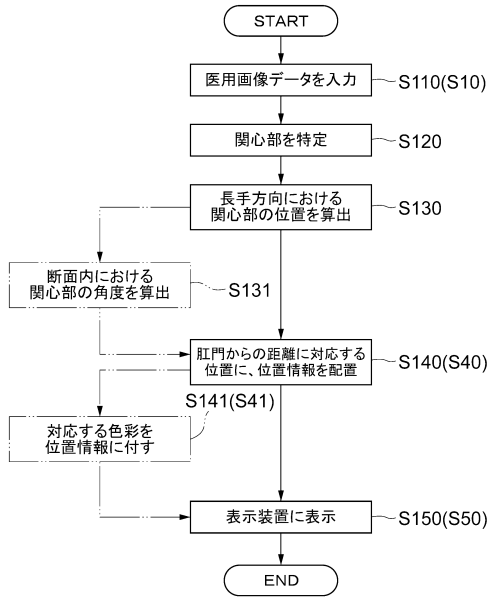 START
医用画像データを入力
S110(S10)
関心部を特定
S120
長手方向における
関心部の位置を算出
S130
断面内における
関心部の角度を算出
S131
肛門からの距離に対応する
位置に、位置情報を配置
S140(S40)
S141(S41)
対応する色彩を
位置情報に付す
表示装置に表示
S150(S50)
END